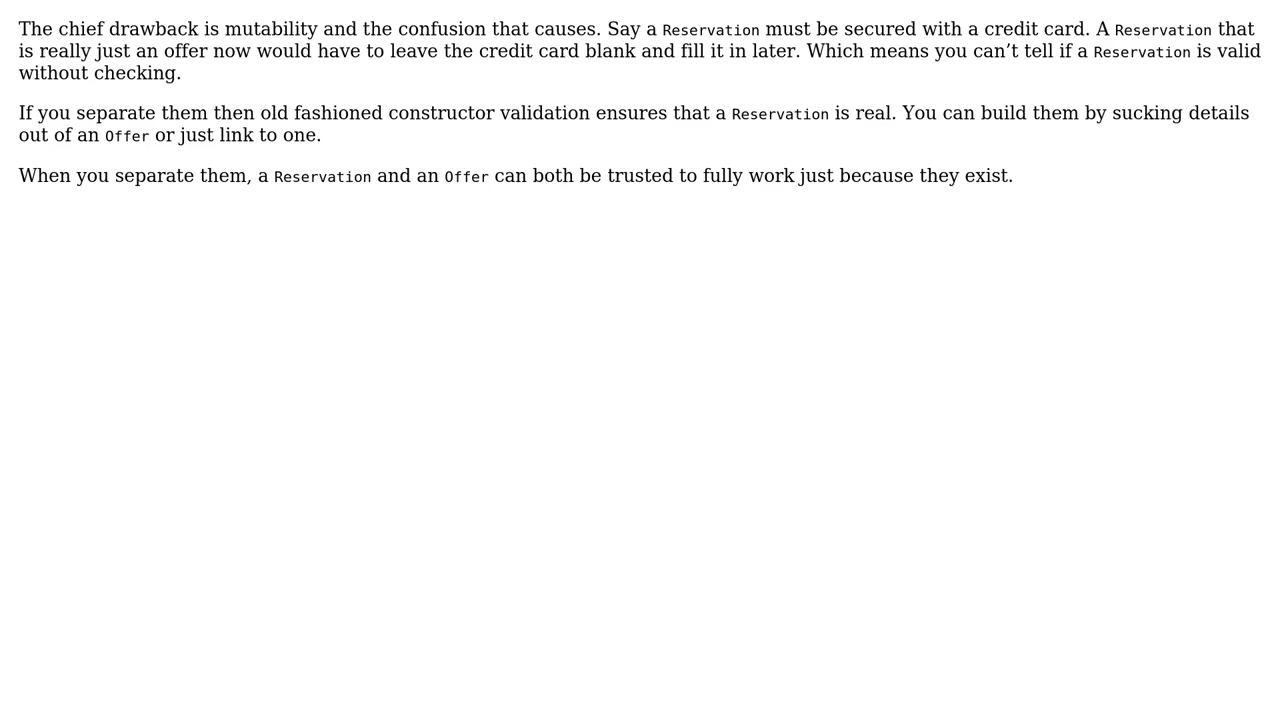 The chief drawback is mutability and the confusion that causes. Say a Reservation must be secured with a credit card. A Reservation that
is really just an offer now would have to leave the credit card blank and fill it in later. Which means you can’t tell if a Reservation is valid
without checking.
If you separate them then old fashioned constructor validation ensures that a Reservation is real. You can build them by sucking details
out of an Offer or just link to one.
When you separate them, a Reservation and an Offer can both be trusted to fully work just because they exist.